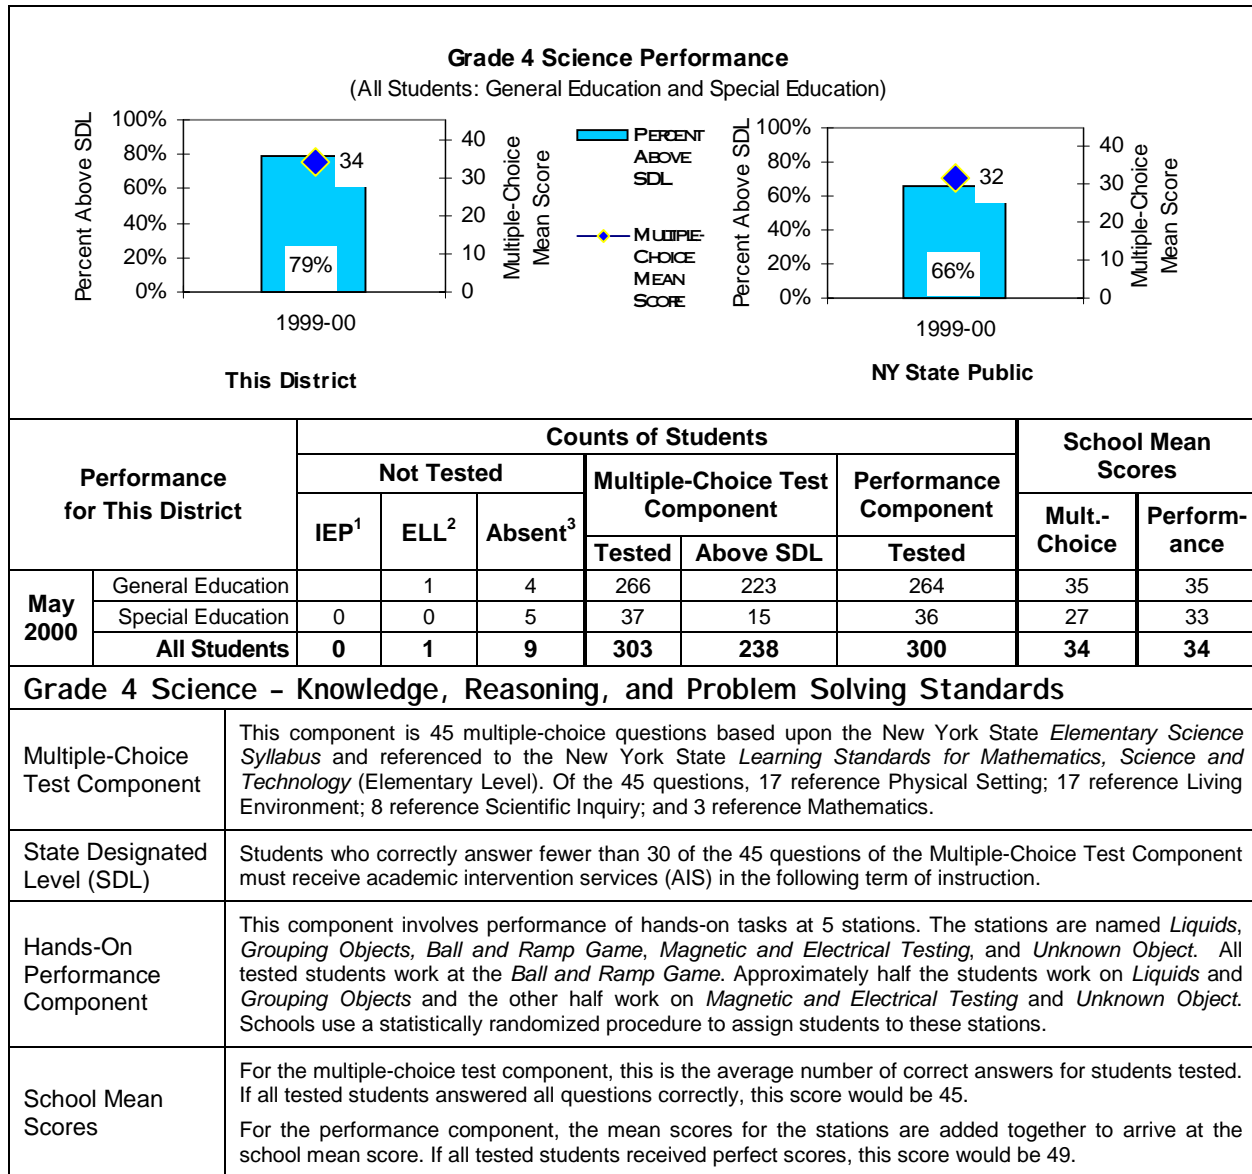 Grade 4 Science Performance
(All Students: General Education and Special Education)
Percent Above SDL
100%
80%
60%
40%
20%
0%
34
79%
40
30
20
10
0
Multiple-Choice
Mean Score
1999-00
This District
PERCENT
ABOVE
SDL
MULTIPLE-
CHOICE
MEAN
SCORE
Percent Above SDL
100%
80%
60%
40%
20%
0%
32
66%
40
30
20
10
0
Multiple-Choice
Mean Score
1999-00
NY State Public
Performance
for This District
Counts of Students
School Mean
Scores
Not Tested
Multiple-Choice Test
Component
Performance
Component
IEP1 ELL2 Absent3
Tested Above SDL Tested
Mult.-
Choice
Perform-
ance
May
2000
General Education 1 4 266 223 264 35 35
Special Education 0 0 5 37 15 36 27 33
All Students 0 1 9 303 238 300 34 34
Grade 4 Science – Knowledge, Reasoning, and Problem Solving Standards
Multiple-Choice
Test Component
This component is 45 multiple-choice questions based upon the New York State Elementary Science
Syllabus and referenced to the New York State Learning Standards for Mathematics, Science and
Technology (Elementary Level). Of the 45 questions, 17 reference Physical Setting; 17 reference Living
Environment; 8 reference Scientific Inquiry; and 3 reference Mathematics.
State Designated
Level (SDL)
Students who correctly answer fewer than 30 of the 45 questions of the Multiple-Choice Test Component
must receive academic intervention services (AIS) in the following term of instruction.
Hands-On
Performance
Component
This component involves performance of hands-on tasks at 5 stations. The stations are named Liquids,
Grouping Objects, Ball and Ramp Game, Magnetic and Electrical Testing, and Unknown Object. All
tested students work at the Ball and Ramp Game. Approximately half the students work on Liquids and
Grouping Objects and the other half work on Magnetic and Electrical Testing and Unknown Object.
Schools use a statistically randomized procedure to assign students to these stations.
School Mean
Scores
For the multiple-choice test component, this is the average number of correct answers for students tested.
If all tested students answered all questions correctly, this score would be 45.
For the performance component, the mean scores for the stations are added together to arrive at the
school mean score. If all tested students received perfect scores, this score would be 49.